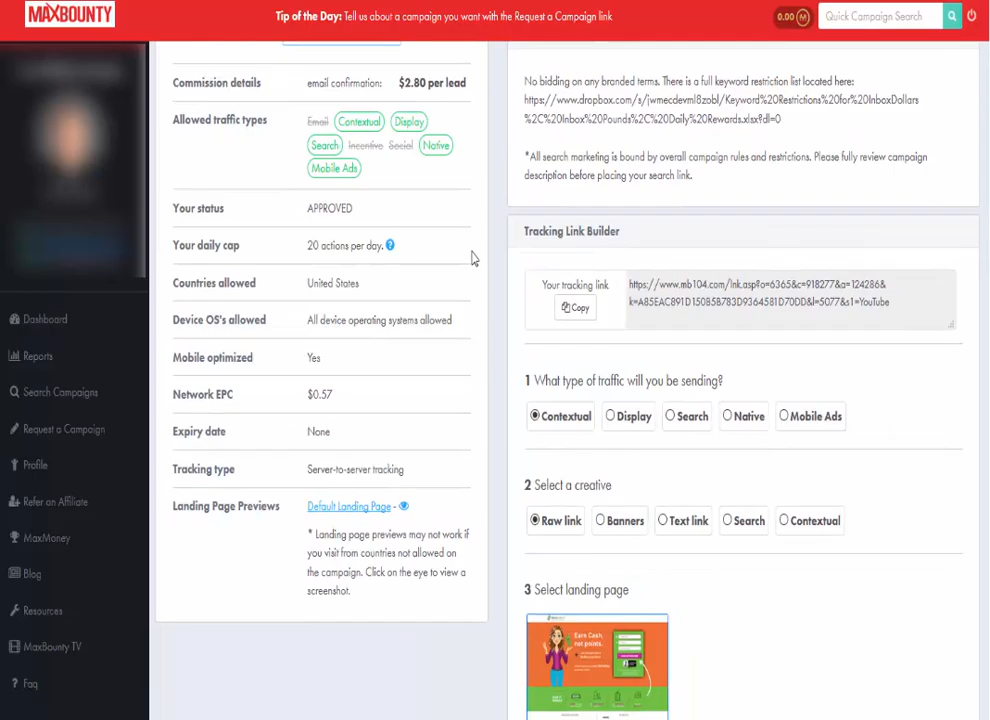 MAXBOUNTY
Tip of the Day: Tell us about a campaign you want with the Request a Campaign link
0.00 M
Quick Campaign Search
Dashboard
Reports
Search Campaigns
Request a Campaign
Profile
Refer an Affiliate
MaxMoney
Blog
Resources
MaxBounty TV
Faq
Commission details email confirmation: $2.80 per lead
Allowed traffic types Email Contextual Display
Search Incentive Social Native
Mobile Ads
Your status APPROVED
Your daily cap 20 actions per day. ?
Countries allowed United States
Device OS's allowed All device operating systems allowed
Mobile optimized Yes
Network EPC $0.57
Expiry date None
Tracking type Server-to-server tracking
Landing Page Previews Default Landing Page -
* Landing page previews may not work if
you visit from countries not allowed on
the campaign. Click on the eye to view a
screenshot.
No bidding on any branded terms. There is a full keyword restriction list located here:
https://www.dropbox.com/s/jwmecdevml8zobl/Keyword%20Restrictions%20for%20InboxDollars
%2C%20Inbox%20Pounds%2C%20Daily%20Rewards.xlsx?dl=0
*All search marketing is bound by overall campaign rules and restrictions. Please fully review campaign
description before placing your search link.
Tracking Link Builder
Your tracking link
Copy
https://www.mb104.com/lnk.asp?o=6365&c=918277&a=124286&
k=A85EAC891D150858783D9364581D70DD&l=5077&s1=YouTube
1 What type of traffic will you be sending?
Contextual Display Search Native Mobile Ads
2 Select a creative
Raw link Banners Text link Search Contextual
3 Select landing page
Earn Cash,
not points.